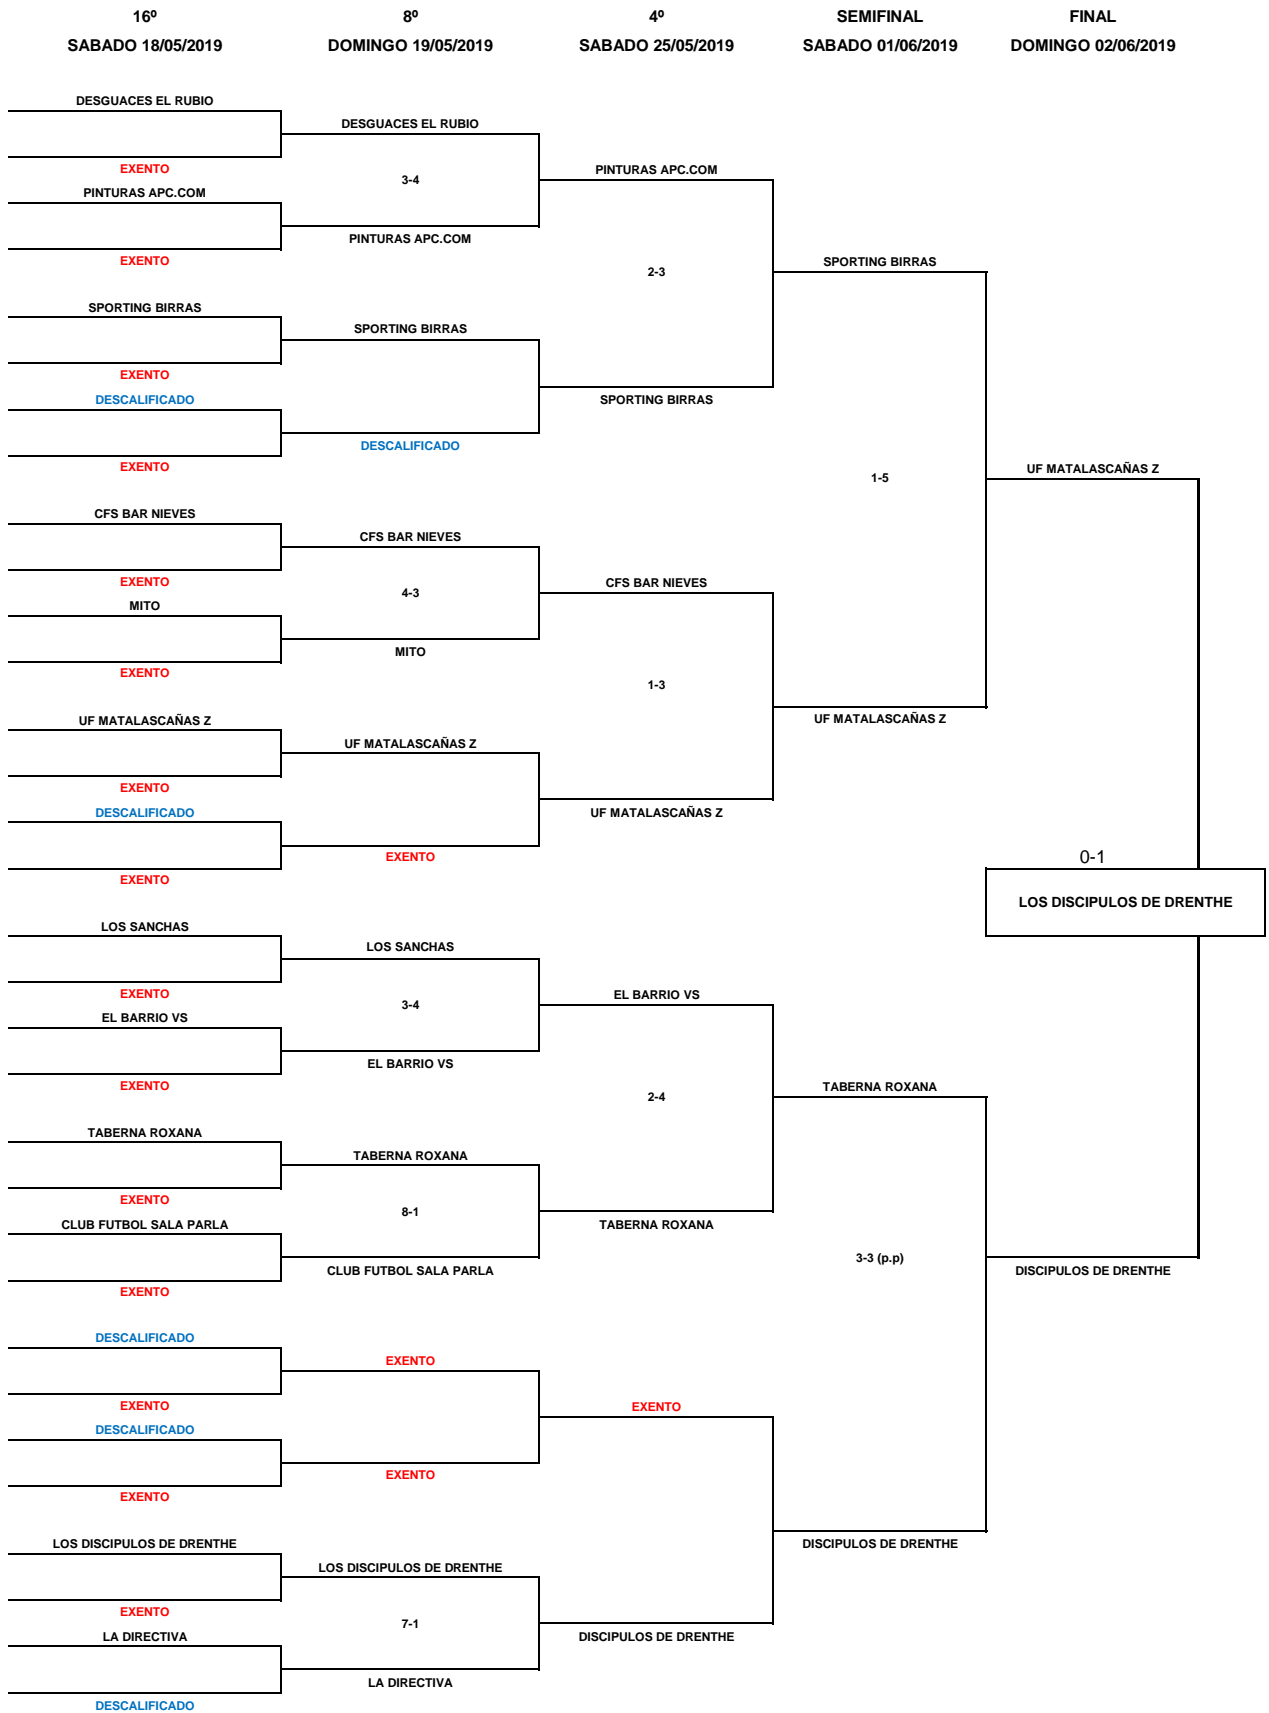 16º 8º 4º SEMIFINAL FINAL
SABADO 18/05/2019 DOMINGO 19/05/2019 SABADO 25/05/2019 SABADO 01/06/2019 DOMINGO 02/06/2019
DESGUACES EL RUBIO
DESGUACES EL RUBIO
EXENTO
3-4
PINTURAS APC.COM
PINTURAS APC.COM
PINTURAS APC.COM
EXENTO
SPORTING BIRRAS
2-3
SPORTING BIRRAS
SPORTING BIRRAS
EXENTO
DESCALIFICADO
SPORTING BIRRAS
DESCALIFICADO
EXENTO
UF MATALASCAÑAS Z
1-5
CFS BAR NIEVES
CFS BAR NIEVES
EXENTO
CFS BAR NIEVES
4-3
MITO
MITO
EXENTO
1-3
UF MATALASCAÑAS Z
UF MATALASCAÑAS Z
UF MATALASCAÑAS Z
EXENTO
DESCALIFICADO
UF MATALASCAÑAS Z
EXENTO
0-1
EXENTO
LOS DISCIPULOS DE DRENTHE
LOS SANCHAS
LOS SANCHAS
EXENTO
EL BARRIO VS
3-4
EL BARRIO VS
EL BARRIO VS
EXENTO
TABERNA ROXANA
2-4
TABERNA ROXANA
TABERNA ROXANA
EXENTO
8-1
CLUB FUTBOL SALA PARLA
TABERNA ROXANA
3-3 (p.p)
CLUB FUTBOL SALA PARLA
DISCIPULOS DE DRENTHE
EXENTO
DESCALIFICADO
EXENTO
EXENTO
EXENTO
DESCALIFICADO
EXENTO
EXENTO
LOS DISCIPULOS DE DRENTHE
DISCIPULOS DE DRENTHE
LOS DISCIPULOS DE DRENTHE
EXENTO
7-1
LA DIRECTIVA
DISCIPULOS DE DRENTHE
LA DIRECTIVA
DESCALIFICADO